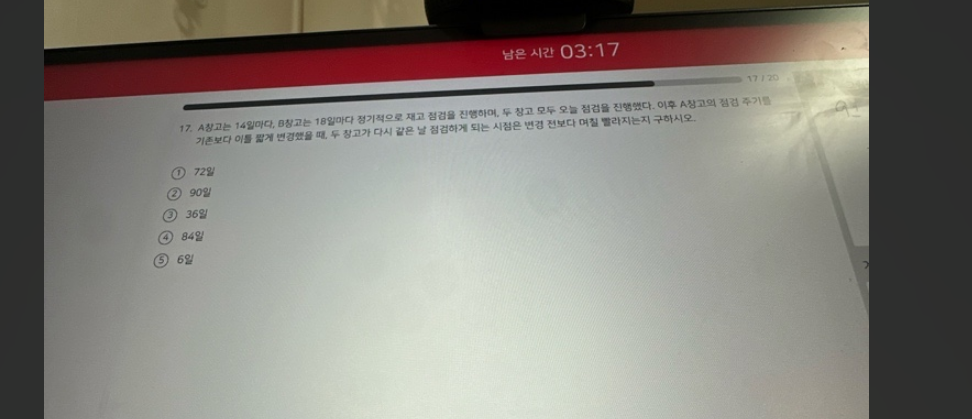 남은 시간 03:17
17 / 20
17. A창고는 14일마다, B창고는 18일마다 정기적으로 재고 점검을 진행하며, 두 창고 모두 오늘 점검을 진행했다. 이후 A창고의 점검 주기를
기존보다 이틀 짧게 변경했을 때, 두 창고가 다시 같은 날 점검하게 되는 시점은 변경 전보다 며칠 빨라지는지 구하시오.
① 72일
② 90일
③ 36일
④ 84일
⑤ 6일